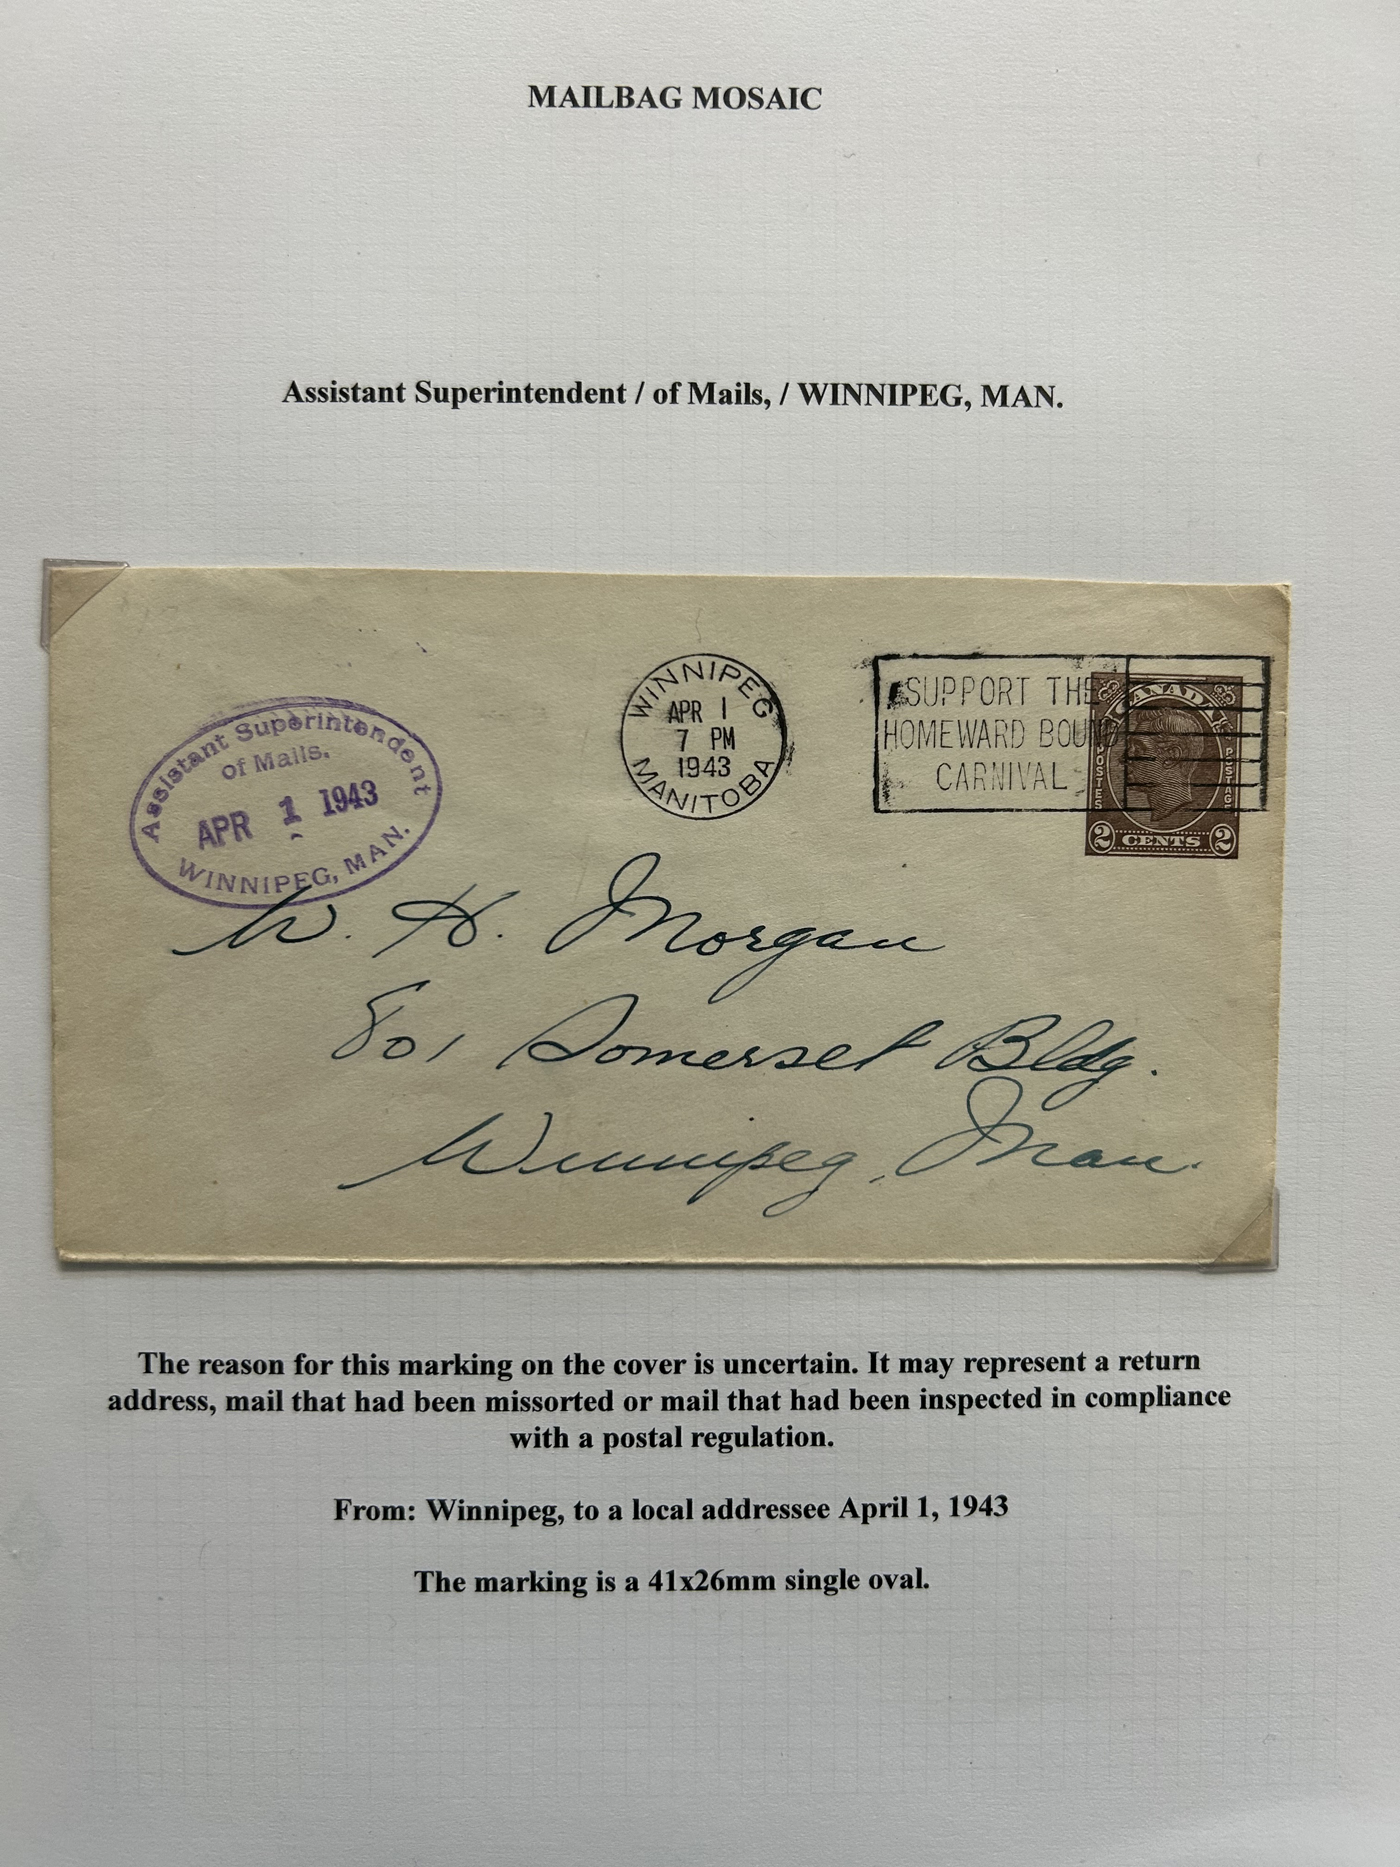 MAILBAG MOSAIC
Assistant Superintendent / of Mails, / WINNIPEG, MAN.
Assistant Superintendent
of Mails.
APR 1 1943
WINNIPEG, MAN.
WINNIPEG
APR 1
7 PM
1943
MANITOBA
SUPPORT THE
HOMEWARD BOUND
CARNIVAL
CANADA
POSTES
POSTAGE
2 CENTS 2
W. H. Morgan
801 Somerset Bldg.
Winnipeg, Man.
The reason for this marking on the cover is uncertain. It may represent a return
address, mail that had been missorted or mail that had been inspected in compliance
with a postal regulation.
From: Winnipeg, to a local addressee April 1, 1943
The marking is a 41x26mm single oval.